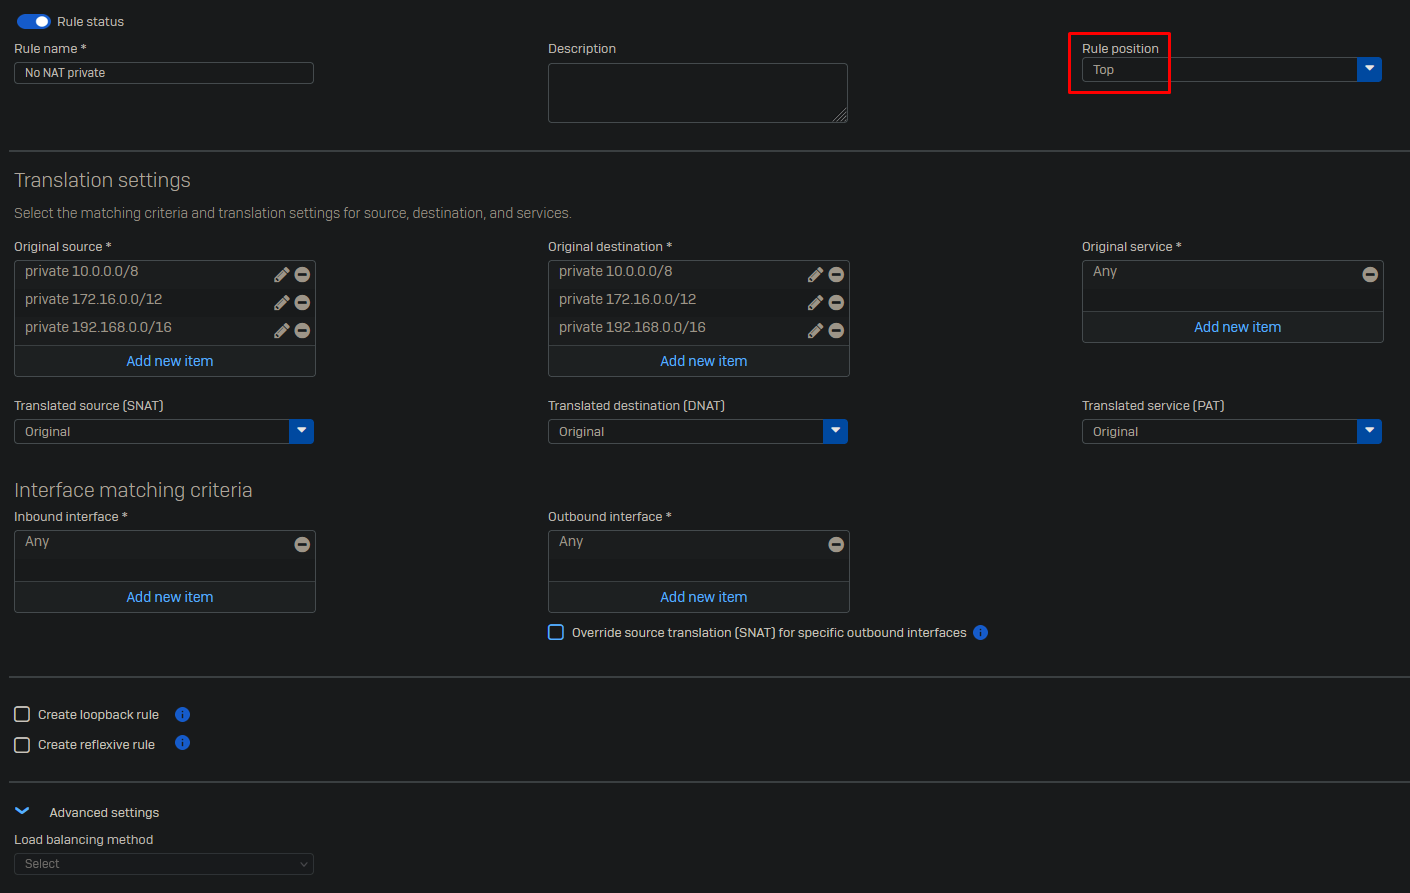 Rule status
Rule name *
Description
Rule position
No NAT private
Top
Translation settings
Select the matching criteria and translation settings for source, destination, and services.
Original source *
Original destination *
Original service *
private 10.0.0.0/8
private 10.0.0.0/8
Any
private 172.16.0.0/12
private 172.16.0.0/12
private 192.168.0.0/16
private 192.168.0.0/16
Add new item
Add new item
Add new item
Translated source (SNAT)
Translated destination (DNAT)
Translated service (PAT)
Original
Original
Original
Interface matching criteria
Inbound interface *
Outbound interface *
Any
Any
Add new item
Add new item
Override source translation (SNAT) for specific outbound interfaces
Create loopback rule
Create reflexive rule
Advanced settings
Load balancing method
Select